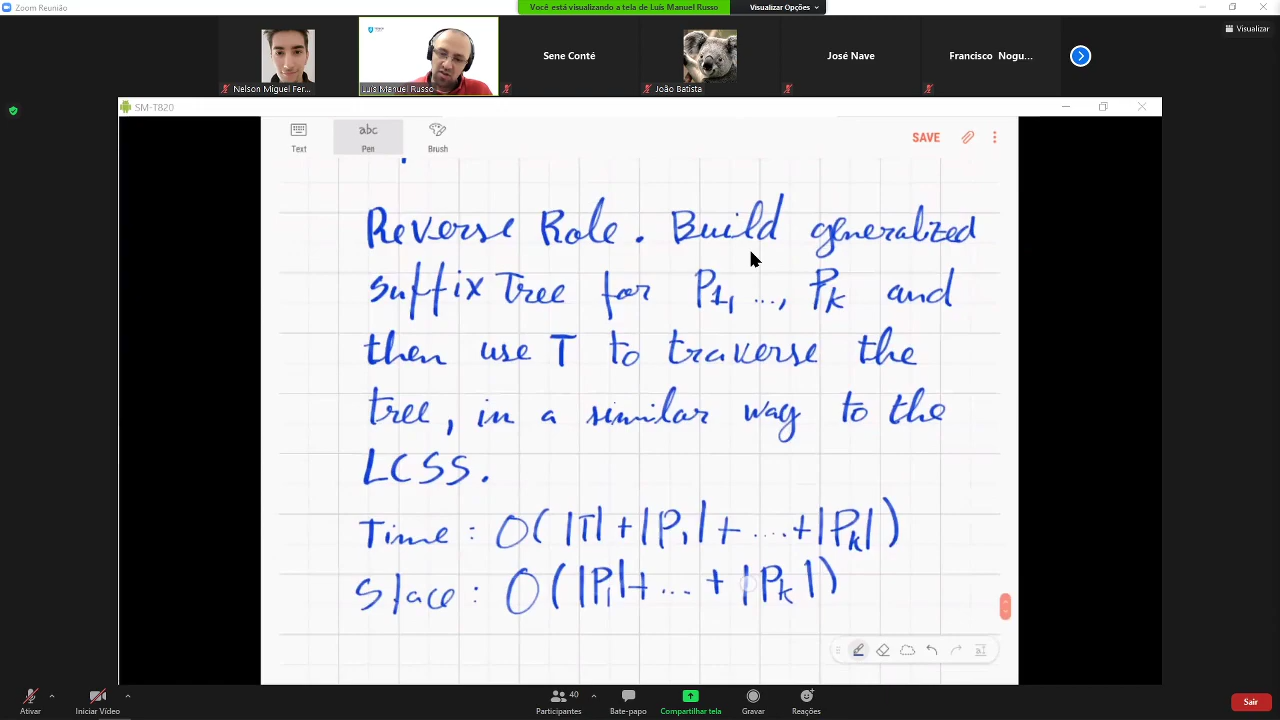 Zoom Reunião
Você está visualizando a tela de Luís Manuel Russo
Visualizar Opções
Visualizar
Nelson Miguel Fer...
Luís Manuel Russo
Sene Conté
João Batista
José Nave
Francisco Nogu...
SM-T820
Text
abc
Pen
Brush
SAVE
Reverse Role. Build generalized
suffix Tree for P1, ..., Pk and
then use T to traverse the
tree, in a similar way to the
LCSS.
Time : O( |T| + |P1| + .... + |Pk| )
Space : O( |P1| + ... + |Pk| )
Ativar
Iniciar Vídeo
40
Participantes
Bate-papo
Compartilhar tela
Gravar
Reações
Sair